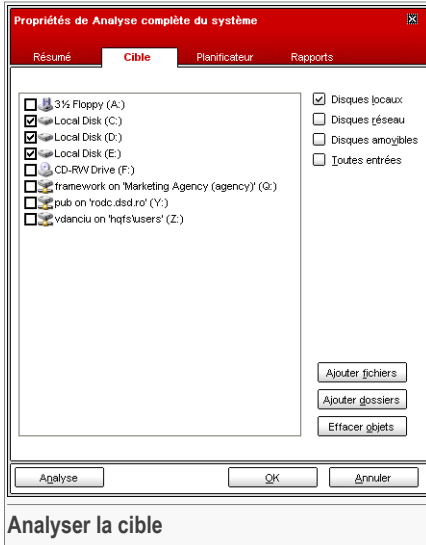 Propriétés de Analyse complète du système
Résumé Cible Planificateur Rapports
3½ Floppy (A:)
Local Disk (C:)
Local Disk (D:)
Local Disk (E:)
CD-RW Drive (F:)
framework on 'Marketing Agency (agency)' (Q:)
pub on 'rodc.dsd.ro' (Y:)
vdanciu on 'hqfs\users' (Z:)
Disques locaux
Disques réseau
Disques amovibles
Toutes entrées
Ajouter fichiers
Ajouter dossiers
Effacer objets
Analyse OK Annuler
Analyser la cible